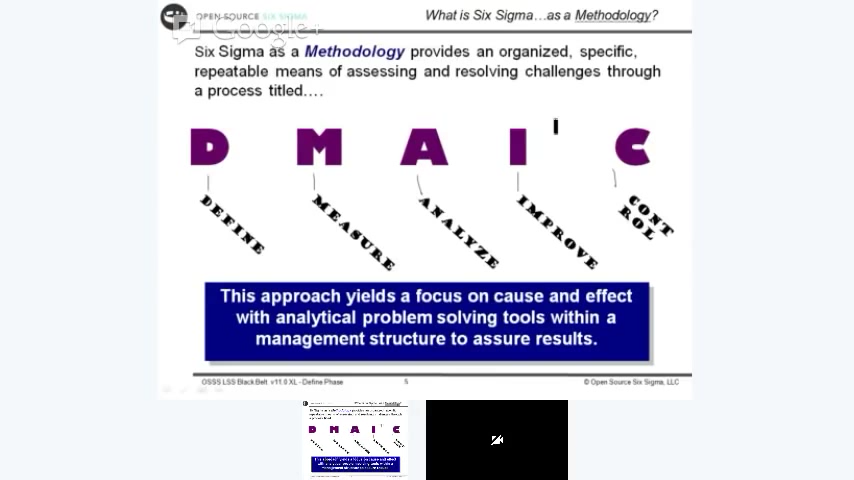 OPEN SOURCE SIX SIGMA
What is Six Sigma…as a Methodology?
Google+
Six Sigma as a Methodology provides an organized, specific,
repeatable means of assessing and resolving challenges through
a process titled….
D M A I C
DEFINE
MEASURE
ANALYZE
IMPROVE
CONT
ROL
This approach yields a focus on cause and effect
with analytical problem solving tools within a
management structure to assure results.
OSSS LSS Black Belt v11.0 XL - Define Phase
5
© Open Source Six Sigma, LLC